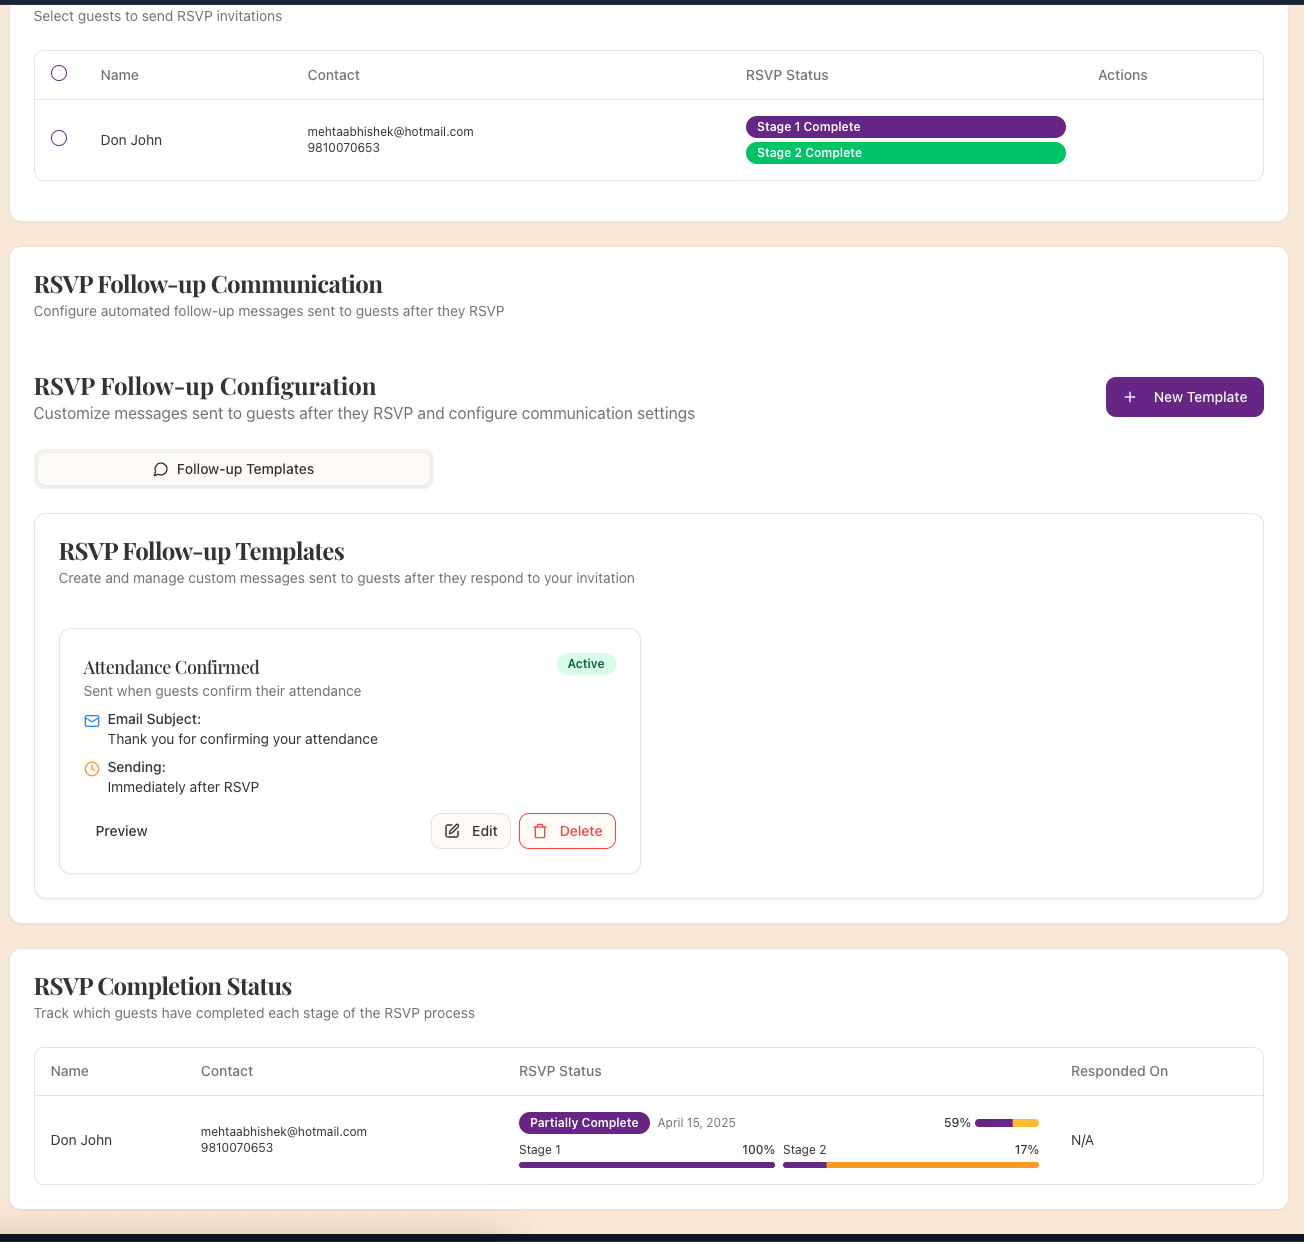 Select guests to send RSVP invitations
Name Contact RSVP Status Actions
Don John
mehtaabhishek@hotmail.com
9810070653
Stage 1 Complete
Stage 2 Complete
RSVP Follow-up Communication
Configure automated follow-up messages sent to guests after they RSVP
RSVP Follow-up Configuration
Customize messages sent to guests after they RSVP and configure communication settings
New Template
Follow-up Templates
RSVP Follow-up Templates
Create and manage custom messages sent to guests after they respond to your invitation
Attendance Confirmed
Active
Sent when guests confirm their attendance
Email Subject:
Thank you for confirming your attendance
Sending:
Immediately after RSVP
Preview Edit Delete
RSVP Completion Status
Track which guests have completed each stage of the RSVP process
Name Contact RSVP Status Responded On
Don John
mehtaabhishek@hotmail.com
9810070653
Partially Complete April 15, 2025 59%
Stage 1 100% Stage 2 17%
N/A